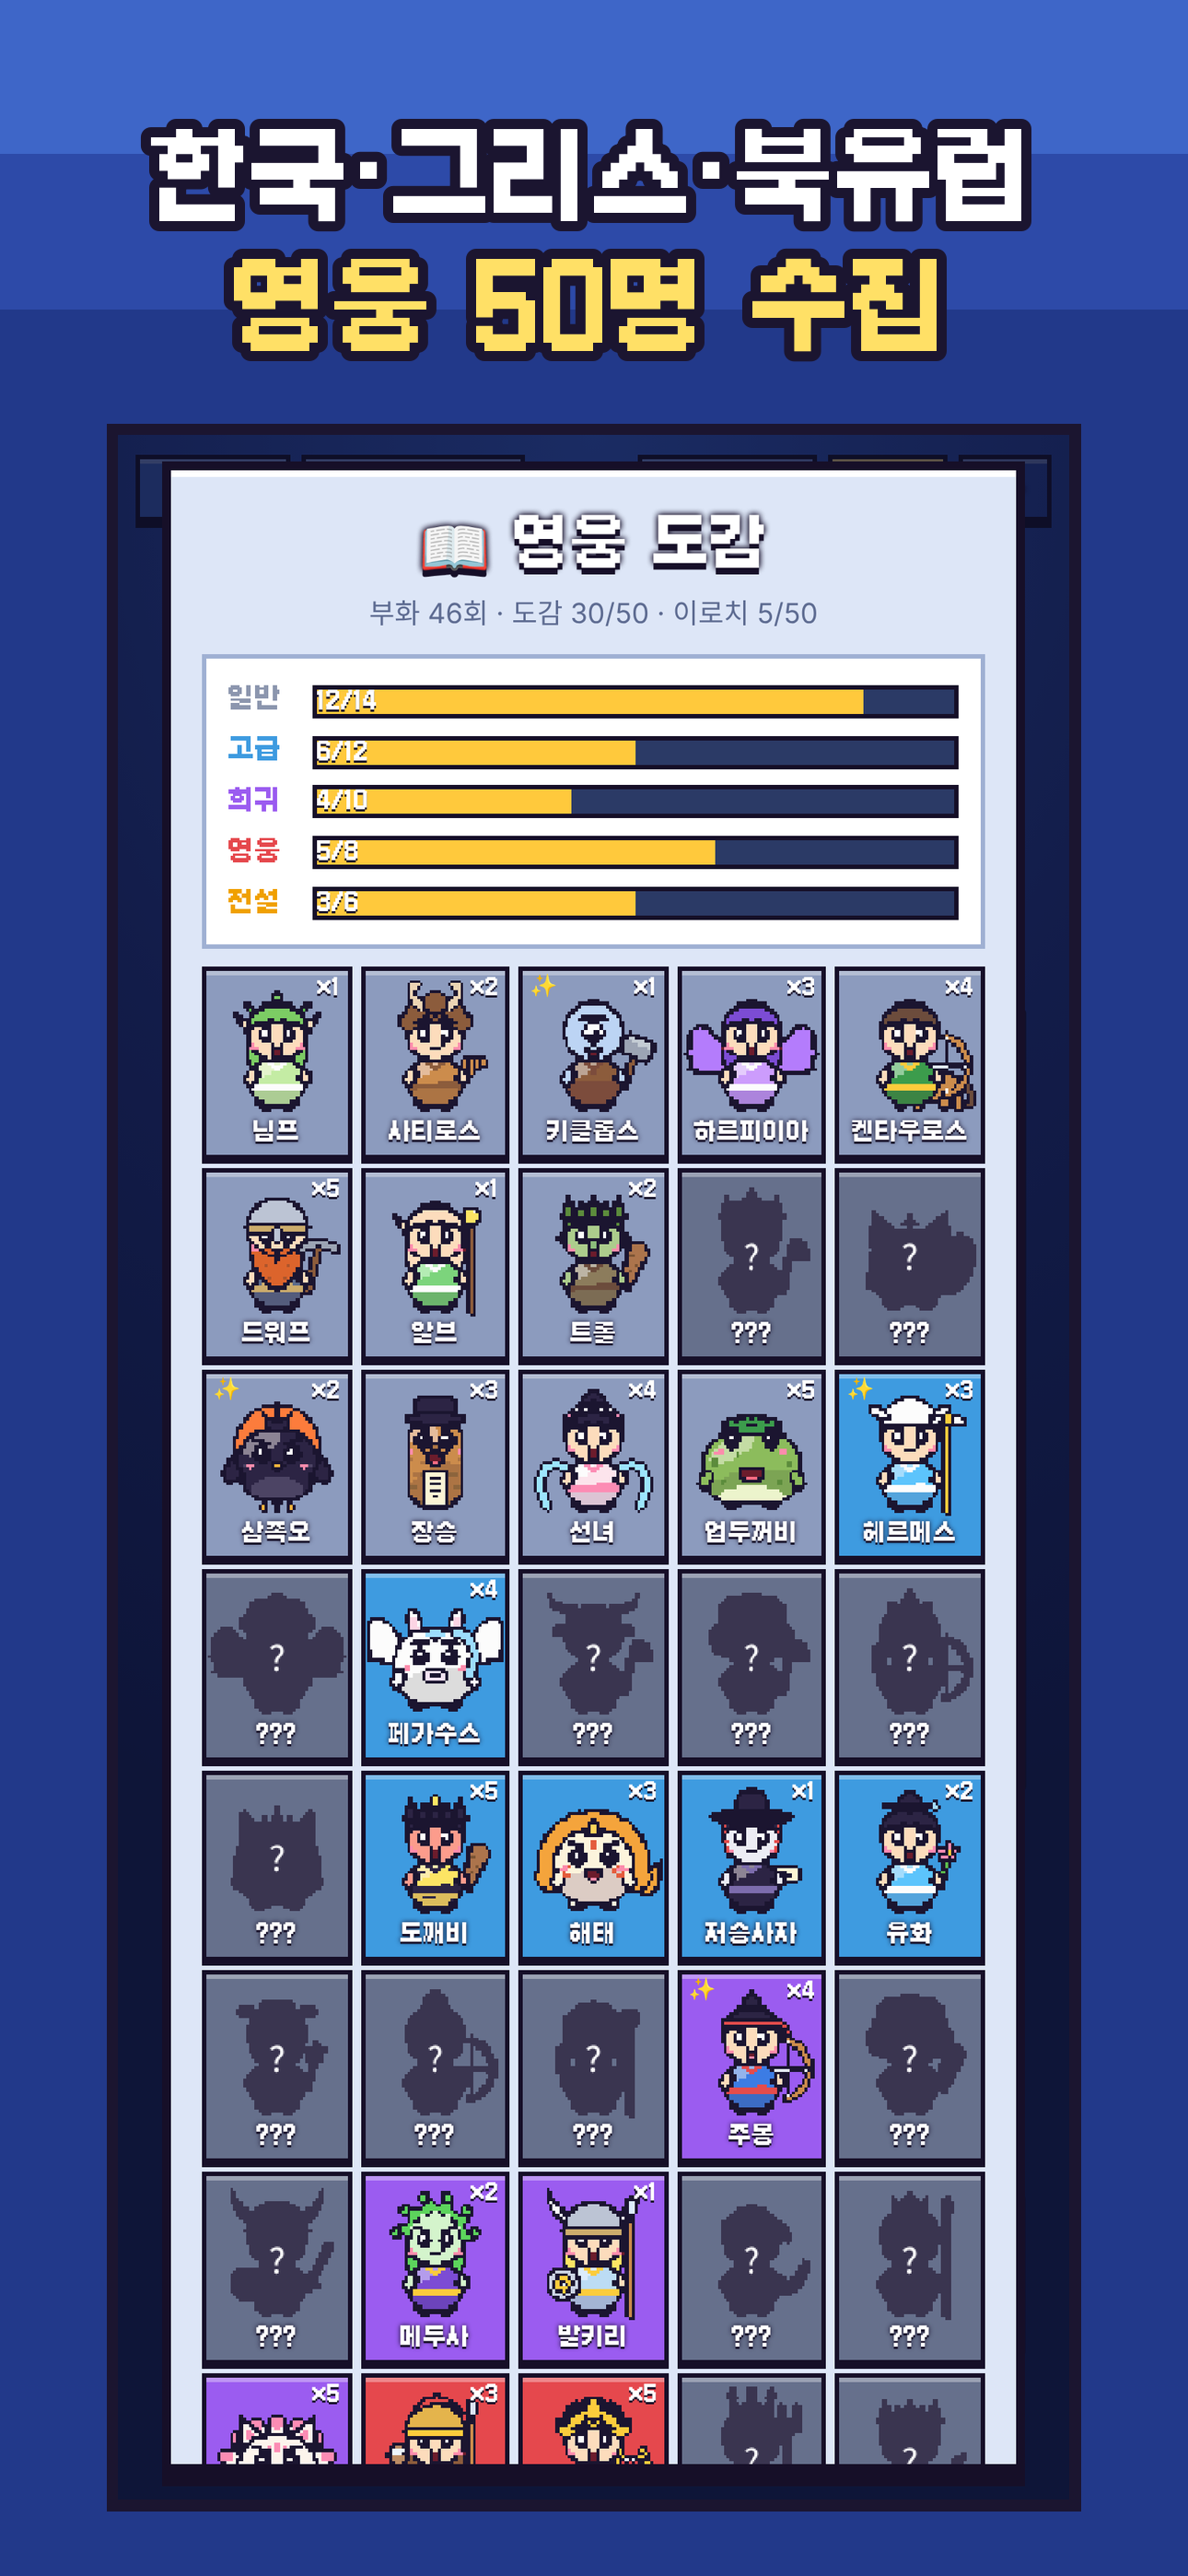 한국·그리스·북유럽
영웅 50명 수집
📖 영웅 도감
부화 46회 · 도감 30/50 · 이로치 5/50
일반 12/14
고급 6/12
희귀 4/10
영웅 5/8
전설 3/6
×1 ×2 ×1 ×3 ×4
님프 사티로스 키클롭스 하르피이아 켄타우로스
×5 ×1 ×2 ? ?
드워프 알브 트롤 ??? ???
×2 ×3 ×4 ×5 ×3
삼족오 장승 선녀 업두꺼비 헤르메스
? ×4 ? ? ?
??? 페가수스 ??? ??? ???
? ×5 ×3 ×1 ×2
??? 도깨비 해태 저승사자 유화
? ? ? ×4 ?
??? ??? ??? 주몽 ???
? ×2 ×1 ? ?
??? 메두사 발키리 ??? ???
×5 ×3 ×5 ? ?